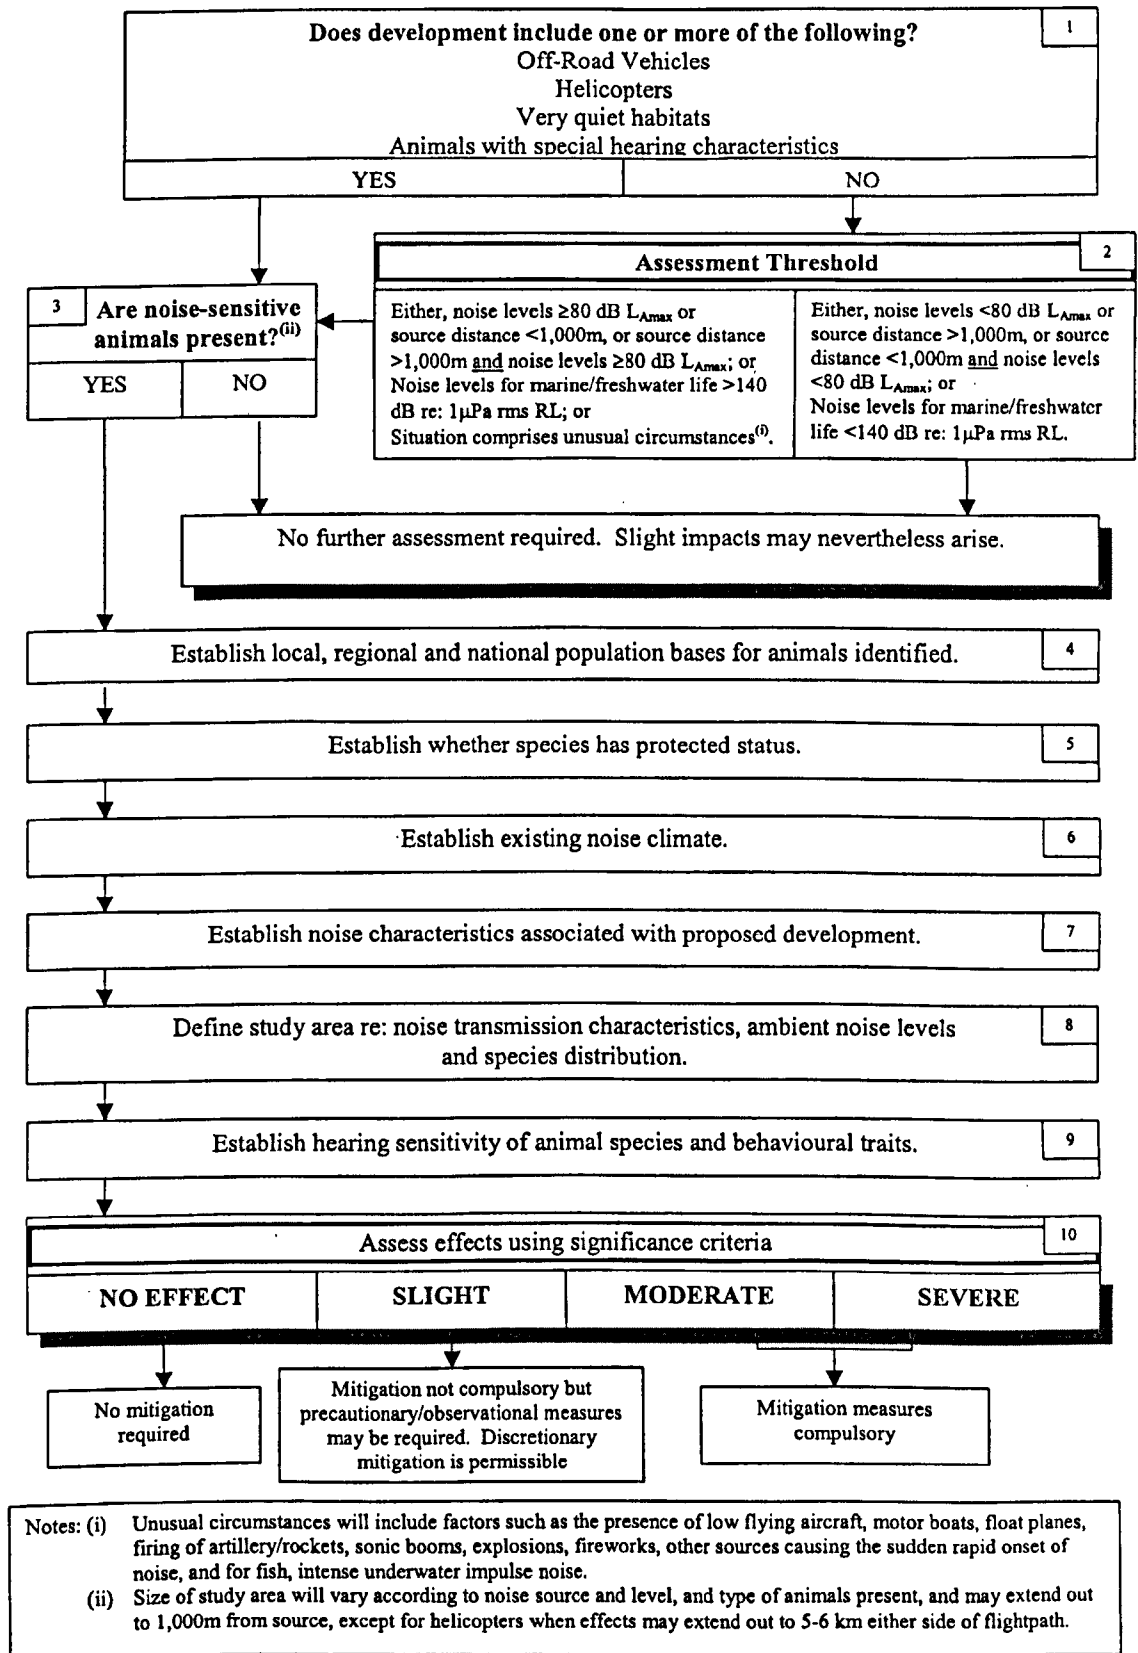 1
Does development include one or more of the following?
Off-Road Vehicles
Helicopters
Very quiet habitats
Animals with special hearing characteristics
YES
NO
2
Assessment Threshold
Either, noise levels ≥80 dB LAmax or
source distance <1,000m, or source distance
>1,000m and noise levels ≥80 dB LAmax; or
Noise levels for marine/freshwater life >140
dB re: 1μPa rms RL; or
Situation comprises unusual circumstances(i).
Either, noise levels <80 dB LAmax or
source distance >1,000m, or source
distance <1,000m and noise levels
<80 dB LAmax; or
Noise levels for marine/freshwater
life <140 dB re: 1μPa rms RL.
3
Are noise-sensitive
animals present?(ii)
YES
NO
No further assessment required. Slight impacts may nevertheless arise.
Establish local, regional and national population bases for animals identified.
4
Establish whether species has protected status.
5
Establish existing noise climate.
6
Establish noise characteristics associated with proposed development.
7
Define study area re: noise transmission characteristics, ambient noise levels
and species distribution.
8
Establish hearing sensitivity of animal species and behavioural traits.
9
Assess effects using significance criteria
10
NO EFFECT
SLIGHT
MODERATE
SEVERE
No mitigation
required
Mitigation not compulsory but
precautionary/observational measures
may be required. Discretionary
mitigation is permissible
Mitigation measures
compulsory
Notes: (i) Unusual circumstances will include factors such as the presence of low flying aircraft, motor boats, float planes,
firing of artillery/rockets, sonic booms, explosions, fireworks, other sources causing the sudden rapid onset of
noise, and for fish, intense underwater impulse noise.
(ii) Size of study area will vary according to noise source and level, and type of animals present, and may extend out
to 1,000m from source, except for helicopters when effects may extend out to 5-6 km either side of flightpath.